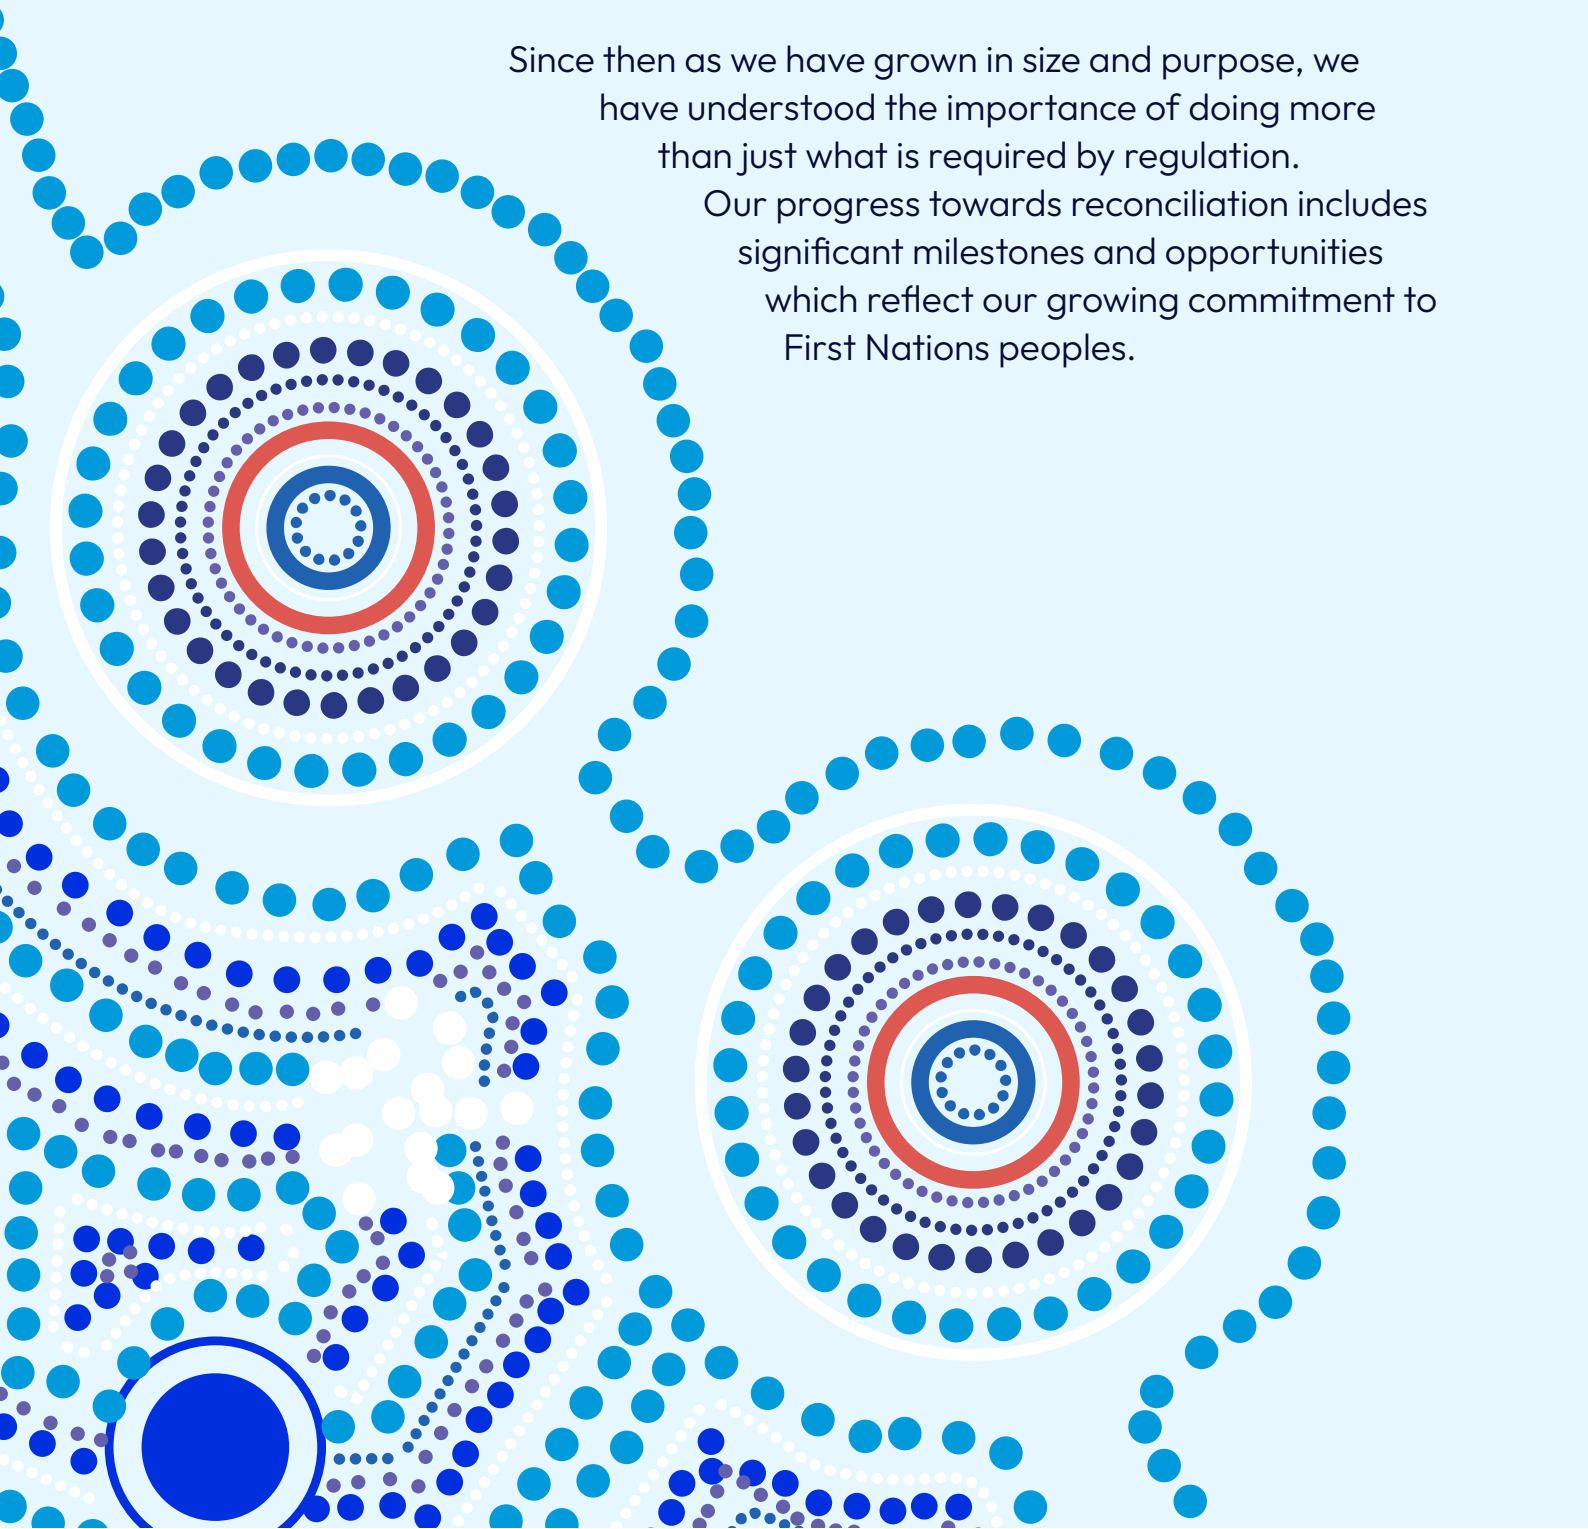 Since then as we have grown in size and purpose, we
have understood the importance of doing more
than just what is required by regulation.
Our progress towards reconciliation includes
significant milestones and opportunities
which reflect our growing commitment to
First Nations peoples.